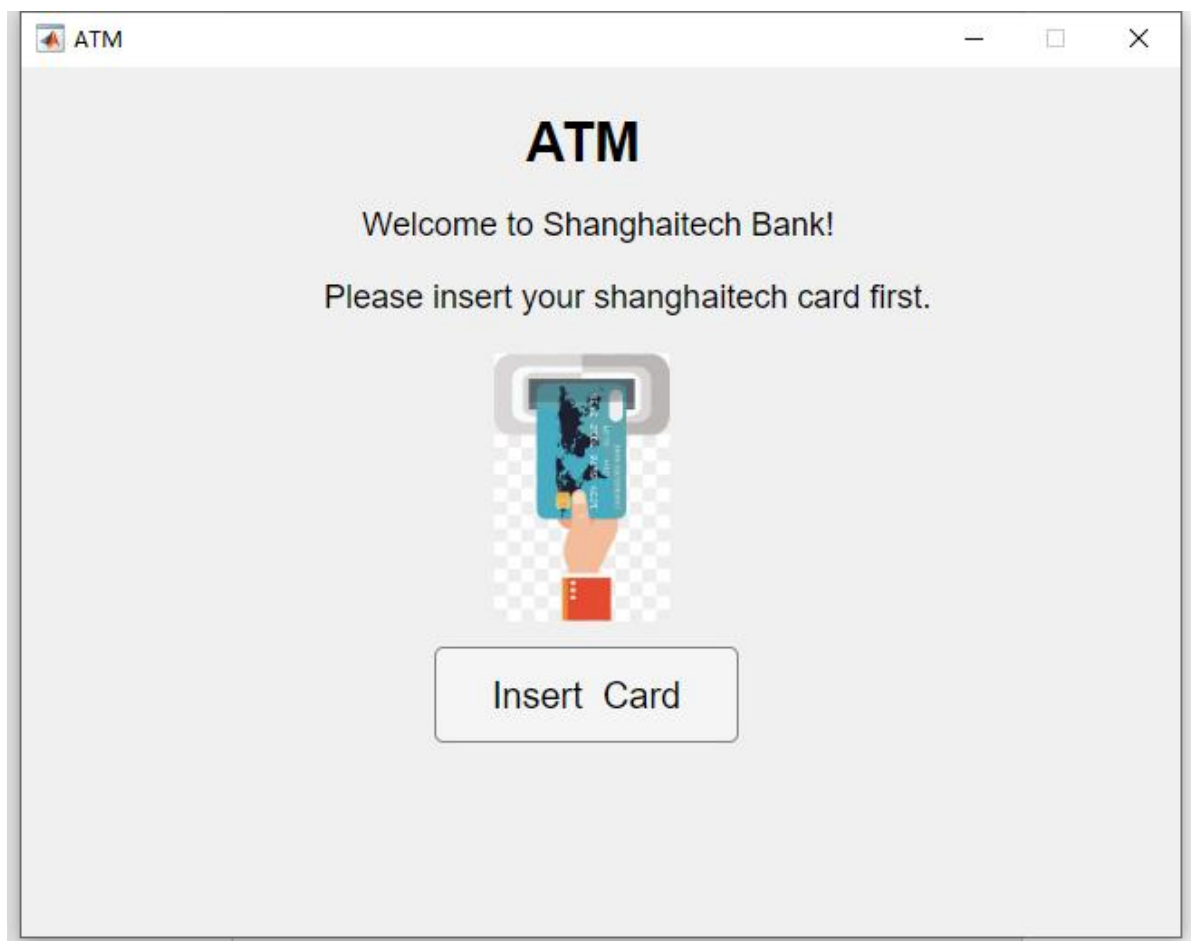 ATM
ATM
Welcome to Shanghaitech Bank!
Please insert your shanghaitech card first.
Insert  Card